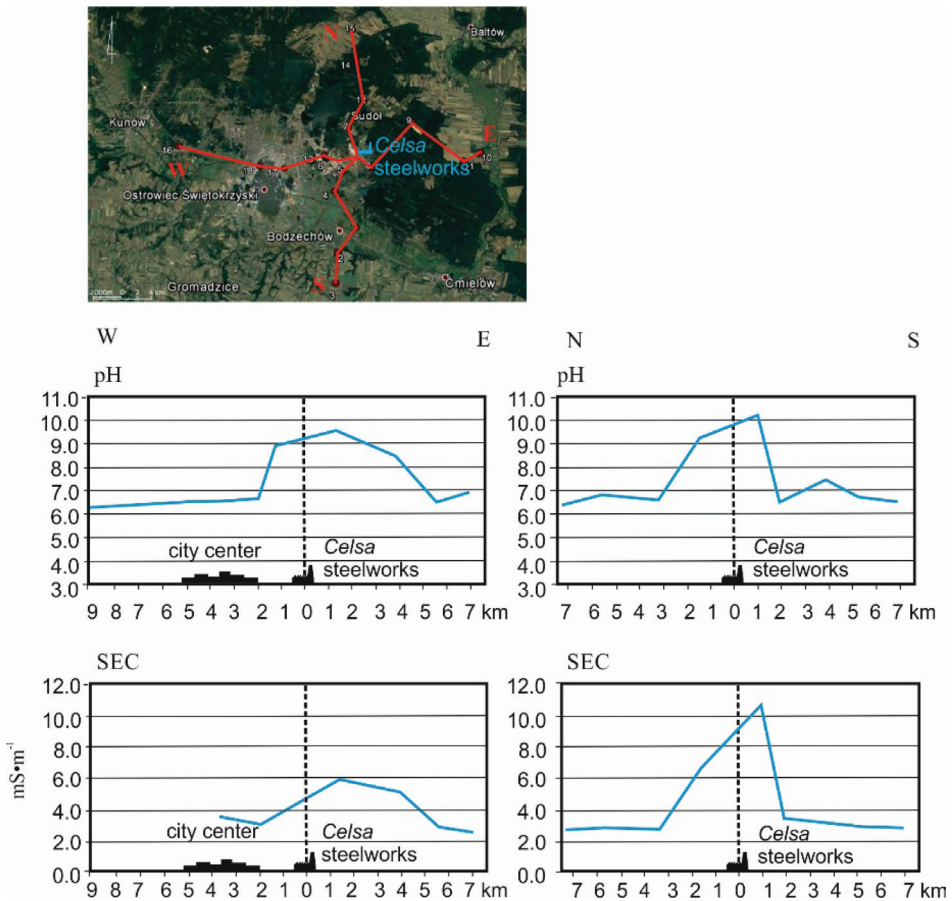 N
15
Bałtów
14
Kunów
Sudół
9
E
16
W
Celsa
10
steelworks
18
17
6
5
4
Ostrowiec Świętokrzyski
Bodzechów
2
S
3
Gromadzice
Ćmielów
2000m 0 2 4 km
W E N S
pH pH
11.0 11.0
10.0 10.0
9.0 9.0
8.0 8.0
7.0 7.0
6.0 6.0
5.0 5.0
city center Celsa Celsa
4.0 steelworks 4.0 steelworks
3.0 3.0
9 8 7 6 5 4 3 2 1 0 1 2 3 4 5 6 7 km 7 6 5 4 3 2 1 0 1 2 3 4 5 6 7 km
SEC SEC
12.0 12.0
10.0 10.0
8.0 8.0
mS•m⁻¹
6.0 6.0
4.0 4.0
city center Celsa Celsa
2.0 steelworks 2.0 steelworks
0.0 0.0
9 8 7 6 5 4 3 2 1 0 1 2 3 4 5 6 7 km 7 6 5 4 3 2 1 0 1 2 3 4 5 6 7 km